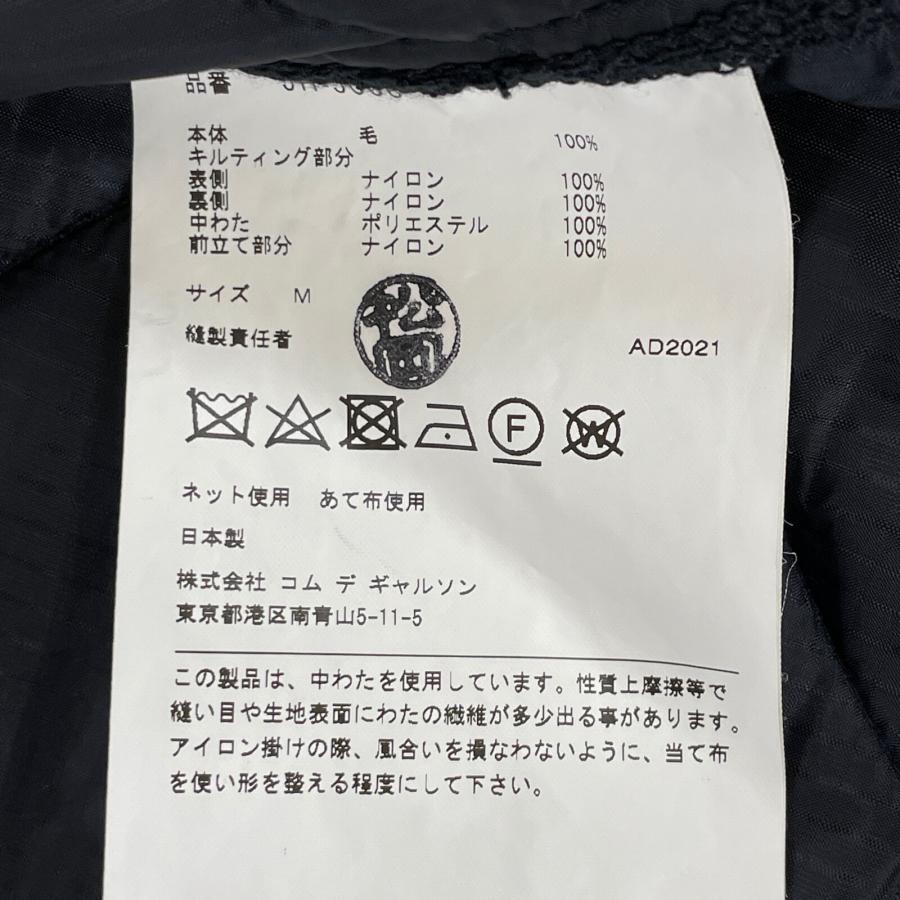 品番
本体 毛 100%
キルティング部分
表側 ナイロン 100%
裏側 ナイロン 100%
中わた ポリエステル 100%
前立て部分 ナイロン 100%
サイズ M
縫製責任者 松岡 AD2021
F W
ネット使用 あて布使用
日本製
株式会社 コム デ ギャルソン
東京都港区南青山5-11-5
この製品は、中わたを使用しています。性質上摩擦等で
縫い目や生地表面にわたの繊維が多少出る事があります。
アイロン掛けの際、風合いを損なわないように、当て布
を使い形を整える程度にして下さい。